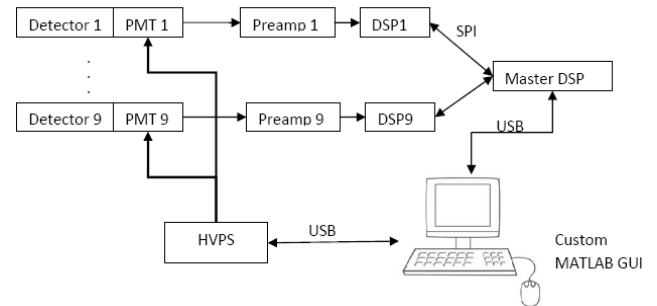 Detector 1 PMT 1 Preamp 1 DSP1
SPI
Master DSP
Detector 9 PMT 9 Preamp 9 DSP9
USB
HVPS
USB
Custom
MATLAB GUI